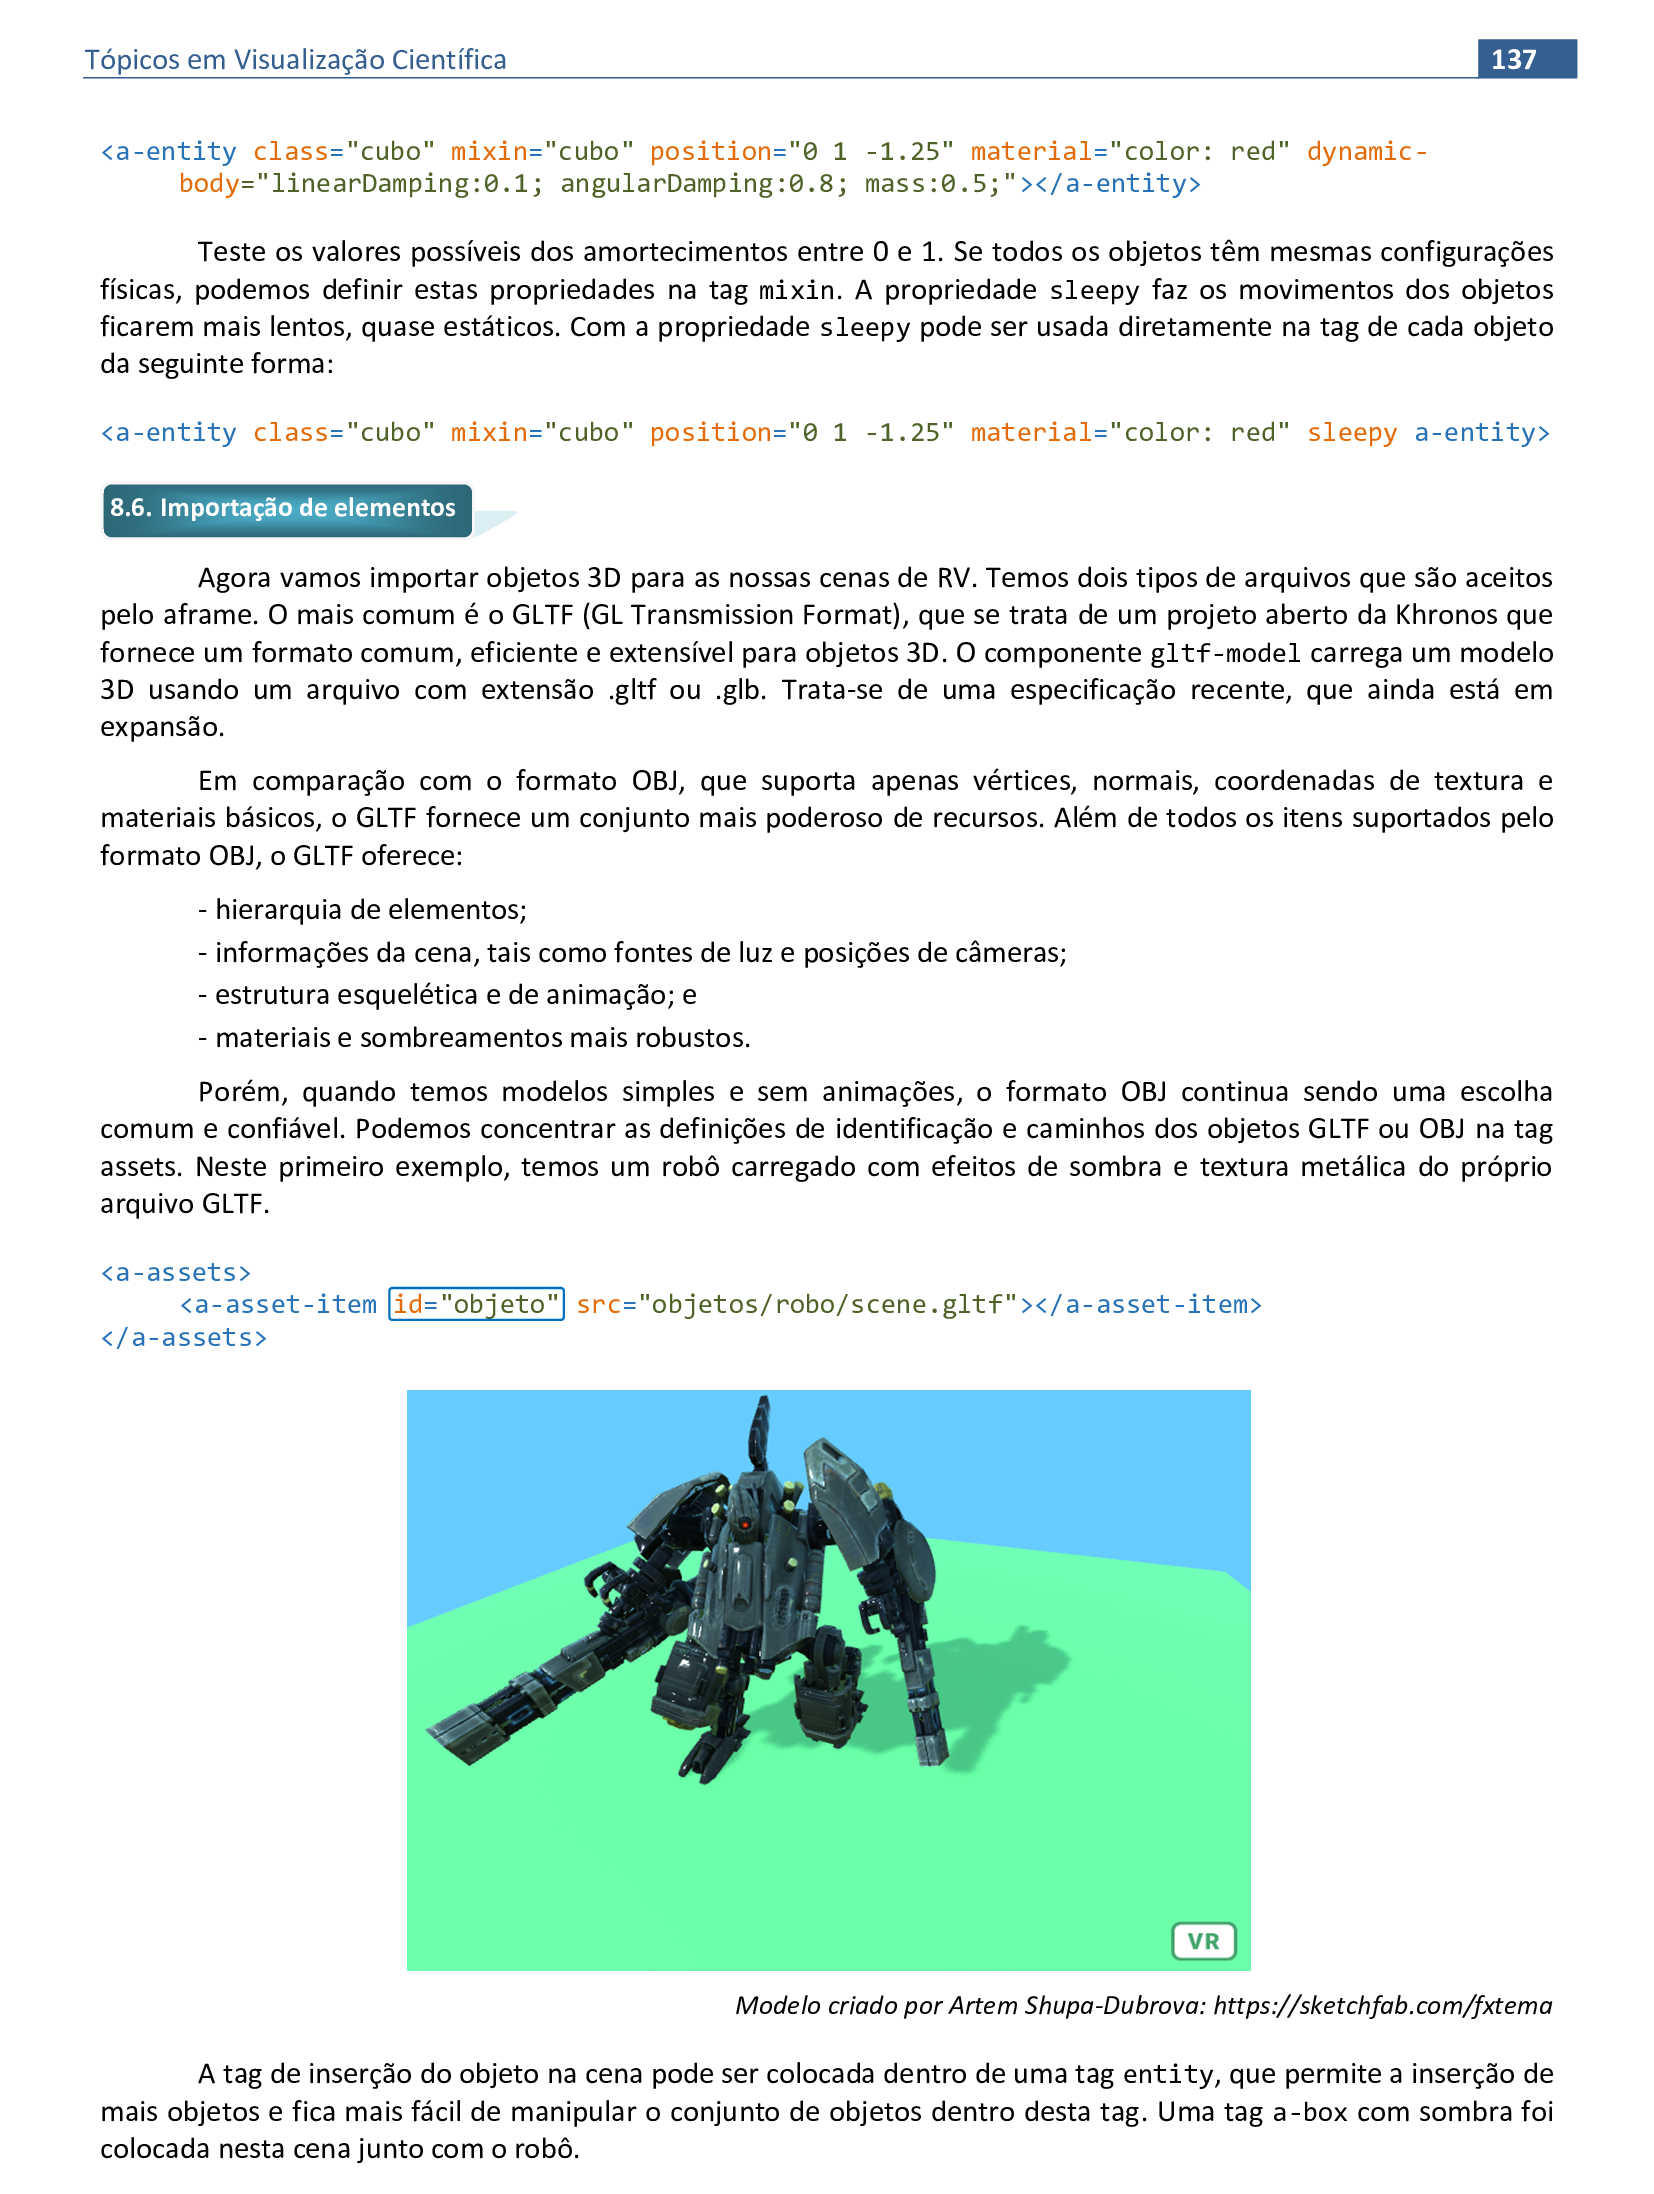 Tópicos em Visualização Científica 137
<a-entity class="cubo" mixin="cubo" position="0 1 -1.25" material="color: red" dynamic-
body="linearDamping:0.1; angularDamping:0.8; mass:0.5;"></a-entity>
Teste os valores possíveis dos amortecimentos entre 0 e 1. Se todos os objetos têm mesmas configurações
físicas, podemos definir estas propriedades na tag mixin. A propriedade sleepy faz os movimentos dos objetos
ficarem mais lentos, quase estáticos. Com a propriedade sleepy pode ser usada diretamente na tag de cada objeto
da seguinte forma:
<a-entity class="cubo" mixin="cubo" position="0 1 -1.25" material="color: red" sleepy a-entity>
8.6. Importação de elementos
Agora vamos importar objetos 3D para as nossas cenas de RV. Temos dois tipos de arquivos que são aceitos
pelo aframe. O mais comum é o GLTF (GL Transmission Format), que se trata de um projeto aberto da Khronos que
fornece um formato comum, eficiente e extensível para objetos 3D. O componente gltf-model carrega um modelo
3D usando um arquivo com extensão .gltf ou .glb. Trata-se de uma especificação recente, que ainda está em
expansão.
Em comparação com o formato OBJ, que suporta apenas vértices, normais, coordenadas de textura e
materiais básicos, o GLTF fornece um conjunto mais poderoso de recursos. Além de todos os itens suportados pelo
formato OBJ, o GLTF oferece:
- hierarquia de elementos;
- informações da cena, tais como fontes de luz e posições de câmeras;
- estrutura esquelética e de animação; e
- materiais e sombreamentos mais robustos.
Porém, quando temos modelos simples e sem animações, o formato OBJ continua sendo uma escolha
comum e confiável. Podemos concentrar as definições de identificação e caminhos dos objetos GLTF ou OBJ na tag
assets. Neste primeiro exemplo, temos um robô carregado com efeitos de sombra e textura metálica do próprio
arquivo GLTF.
<a-assets>
<a-asset-item id="objeto" src="objetos/robo/scene.gltf"></a-asset-item>
</a-assets>
VR
Modelo criado por Artem Shupa-Dubrova: https://sketchfab.com/fxtema
A tag de inserção do objeto na cena pode ser colocada dentro de uma tag entity, que permite a inserção de
mais objetos e fica mais fácil de manipular o conjunto de objetos dentro desta tag. Uma tag a-box com sombra foi
colocada nesta cena junto com o robô.